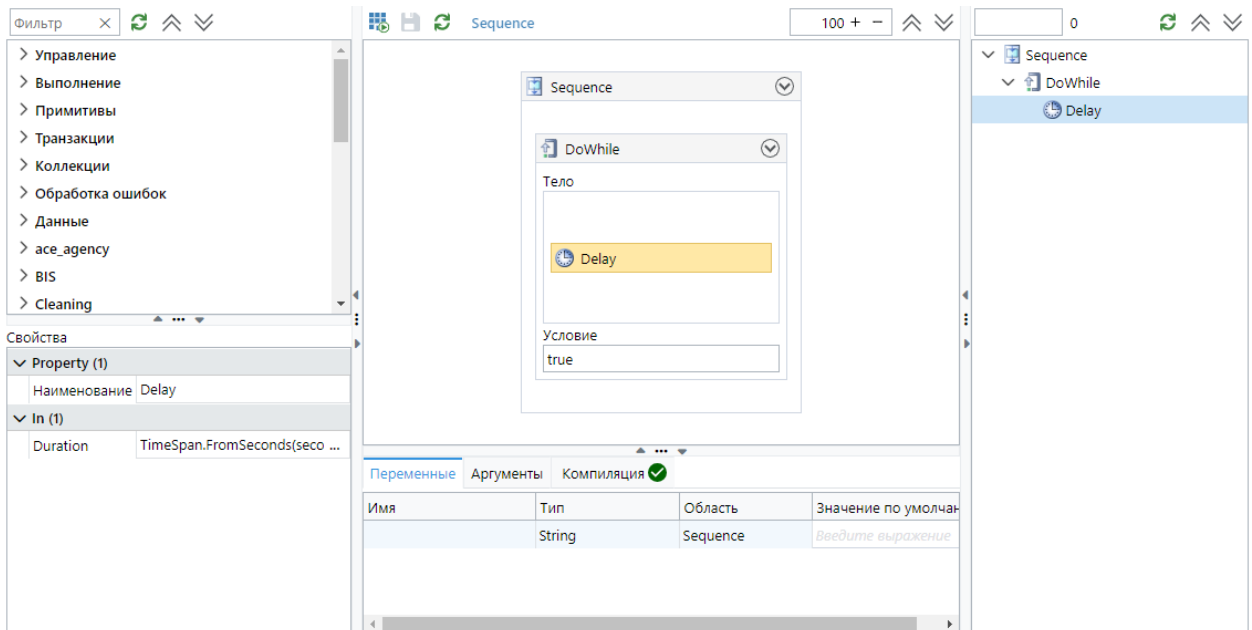 Фильтр
Управление
Выполнение
Примитивы
Транзакции
Коллекции
Обработка ошибок
Данные
ace_agency
BIS
Cleaning
Свойства
Property (1)
Наименование Delay
In (1)
Duration TimeSpan.FromSeconds(seco ...
Sequence
100 + −
Sequence
DoWhile
Тело
Delay
Условие
true
Переменные Аргументы Компиляция
Имя Тип Область Значение по умолчан
String Sequence Введите выражение
0
Sequence
DoWhile
Delay